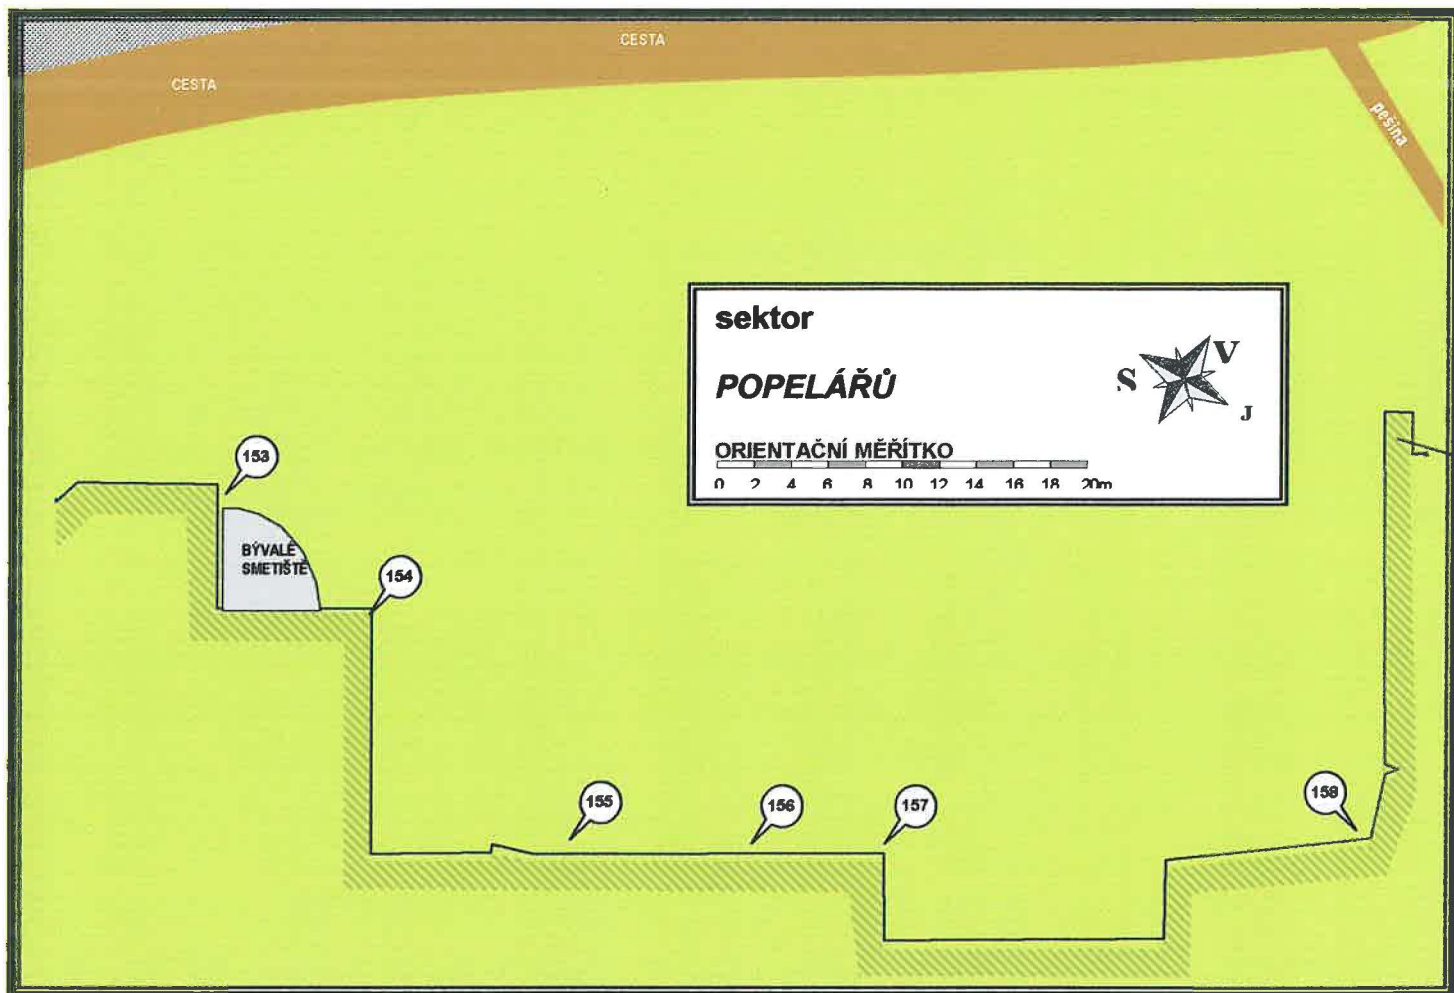 CESTA
CESTA
pešina
sektor
POPELÁŘŮ
S
V
J
ORIENTAČNÍ MĚŘÍTKO
0 2 4 6 8 10 12 14 16 18 20m
153
BÝVALÉ
SMETIŠTĚ
154
155
156
157
158